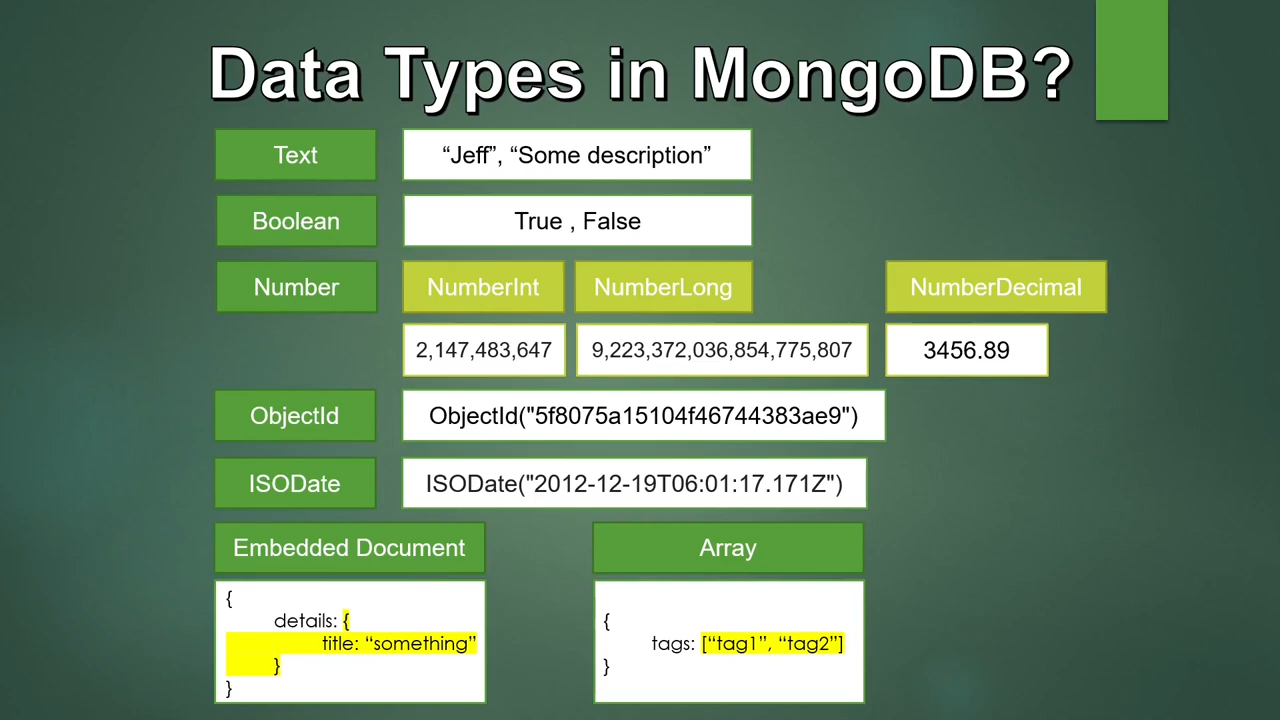 Data Types in MongoDB?
Text
“Jeff”, “Some description”
Boolean
True , False
Number
NumberInt
NumberLong
NumberDecimal
2,147,483,647
9,223,372,036,854,775,807
3456.89
ObjectId
ObjectId("5f8075a15104f46744383ae9")
ISODate
ISODate("2012-12-19T06:01:17.171Z")
Embedded Document
{
details: {
title: “something”
}
}
Array
{
tags: [“tag1”, “tag2”]
}